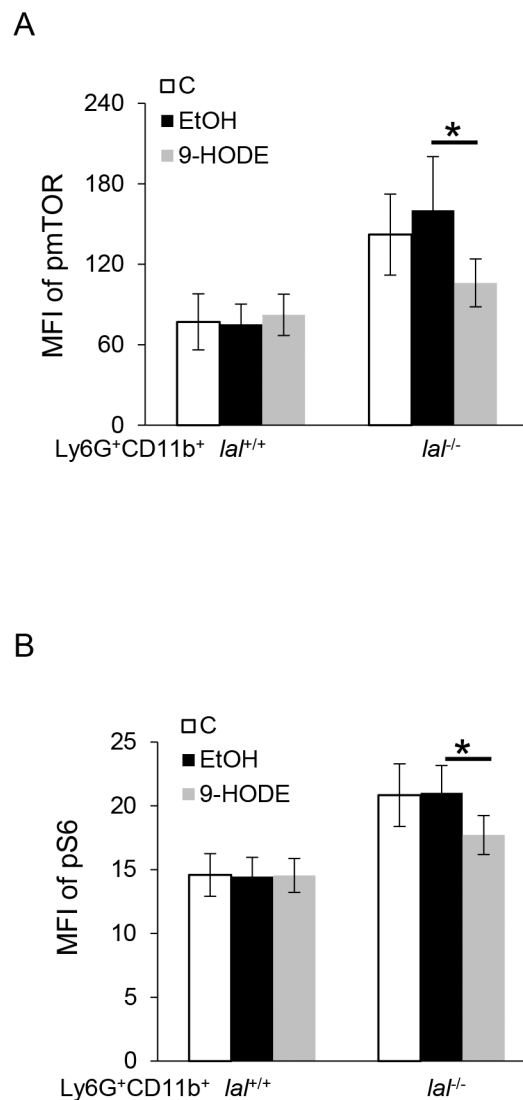 A
C
EtOH
9-HODE
*
240
180
120
60
0
MFI of pmTOR
Ly6G⁺CD11b⁺ lal⁺/⁺ lal⁻/⁻
B
C
EtOH
9-HODE
*
25
20
15
10
5
0
MFI of pS6
Ly6G⁺CD11b⁺ lal⁺/⁺ lal⁻/⁻